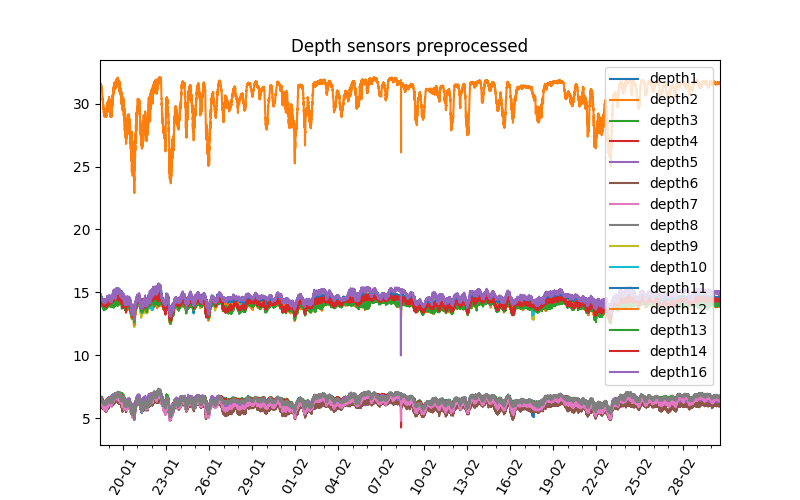 Depth sensors preprocessed
30
25
20
15
10
5
depth1
depth2
depth3
depth4
depth5
depth6
depth7
depth8
depth9
depth10
depth11
depth12
depth13
depth14
depth16
20-01
23-01
26-01
29-01
01-02
04-02
07-02
10-02
13-02
16-02
19-02
22-02
25-02
28-02